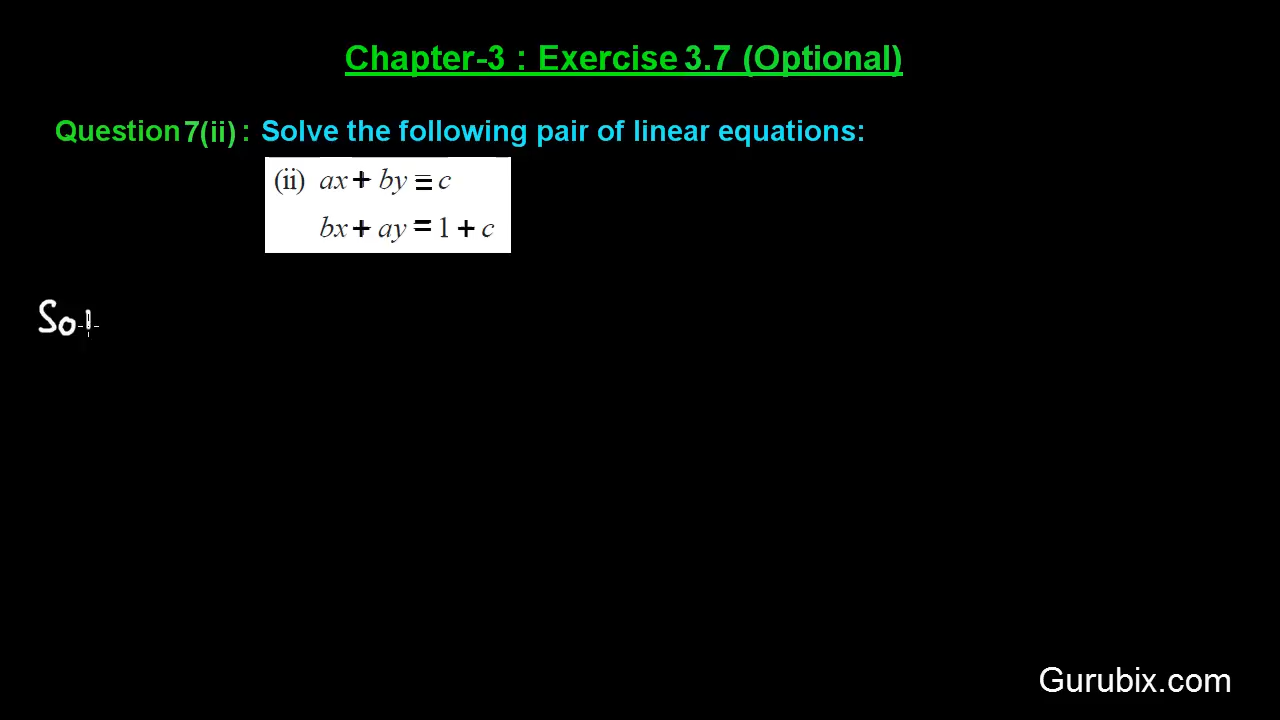 Chapter-3 : Exercise 3.7 (Optional)
Question 7(ii) : Solve the following pair of linear equations:
(ii) ax + by = c
bx + ay = 1 + c
Sol
Gurubix.com